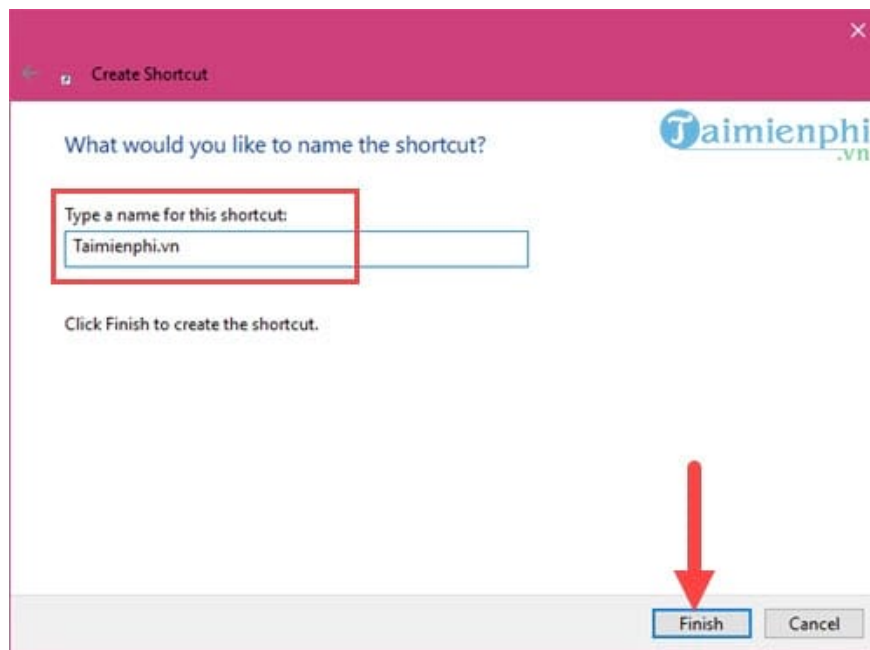 Create Shortcut
Taimienphi
.vn
What would you like to name the shortcut?
Type a name for this shortcut:
Taimienphi.vn
Click Finish to create the shortcut.
Finish
Cancel